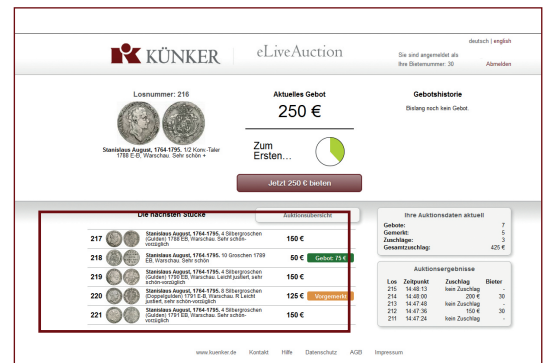 deutsch | english
KÜNKER
eLiveAuction
Sie sind angemeldet als
Ihre Bieternummer: 30
Abmelden
Losnummer: 216
Stanislaus August, 1764-1795. 1/2 Konv.-Taler
1788 E-B, Warschau. Sehr schön +
Aktuelles Gebot
250 €
Zum
Ersten...
Jetzt 250 € bieten
Gebotshistorie
Bislang noch kein Gebot.
Die nächsten Stücke
Auktionsübersicht
217 Stanislaus August, 1764-1795. 4 Silbergroschen
(Gulden) 1788 EB, Warschau. Sehr schön-
vorzüglich
150 €
218 Stanislaus August, 1764-1795. 10 Groschen 1789
EB, Warschau. Sehr schön
50 € Gebot: 75 €
219 Stanislaus August, 1764-1795. 4 Silbergroschen
(Gulden) 1790 EB, Warschau. Leicht justiert, sehr
schön-vorzüglich
150 €
220 Stanislaus August, 1764-1795. 8 Silbergroschen
(Doppelgulden) 1791 E-B, Warschau. R Leicht
justiert, sehr schön-vorzüglich
125 € Vorgemerkt
221 Stanislaus August, 1764-1795. 4 Silbergroschen
(Gulden) 1791 EB, Warschau. Sehr schön-
vorzüglich
150 €
Ihre Auktionsdaten aktuell
Gebote: 7
Gemerkt: 5
Zuschläge: 3
Gesamtzuschlag: 425 €
Auktionsergebnisse
Los Zeitpunkt Zuschlag Bieter
215 14:48:13 kein Zuschlag -
214 14:48:00 200 € 30
213 14:47:48 kein Zuschlag -
212 14:47:36 150 € 30
211 14:47:24 kein Zuschlag -
www.kuenker.de Kontakt Hilfe Datenschutz AGB Impressum